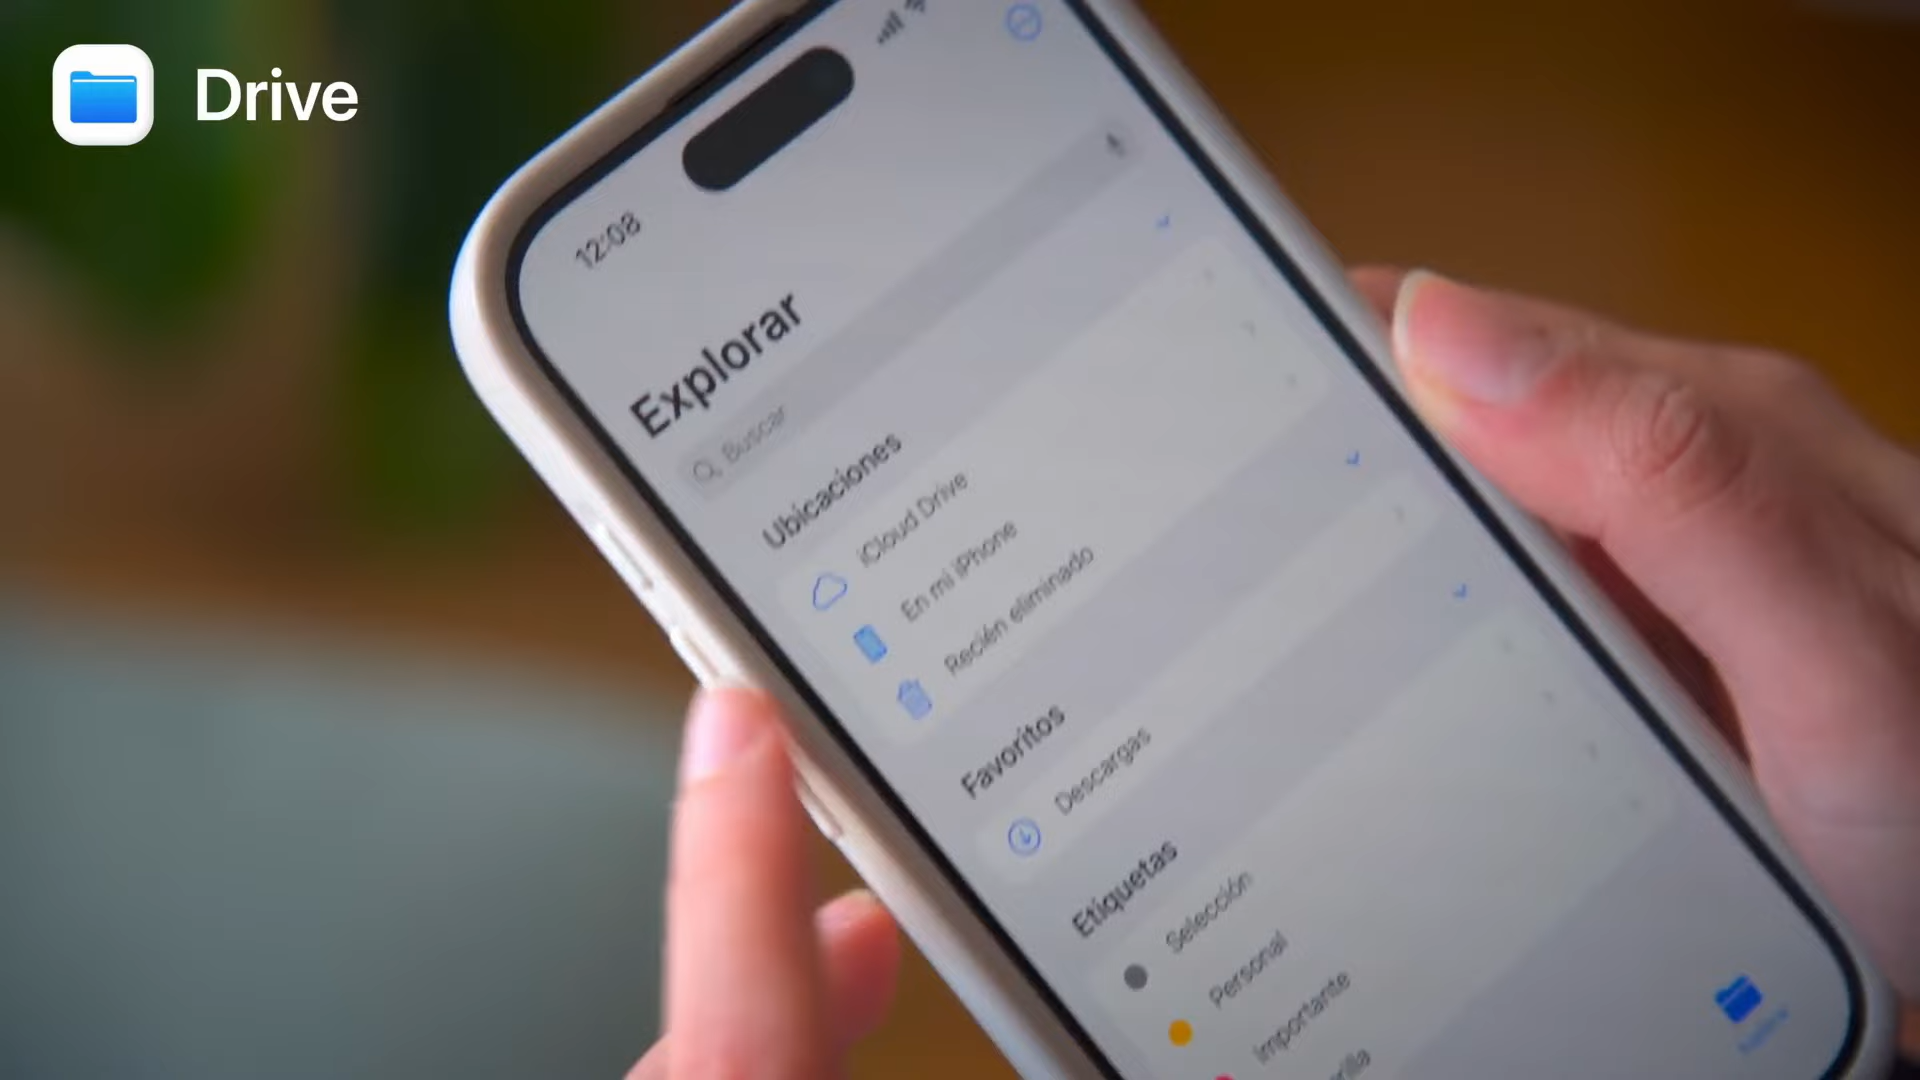 Drive
12:08
Explorar
Buscar
Ubicaciones
iCloud Drive
En mi iPhone
Recién eliminado
Favoritos
Descargas
Etiquetas
Selección
Personal
Importante